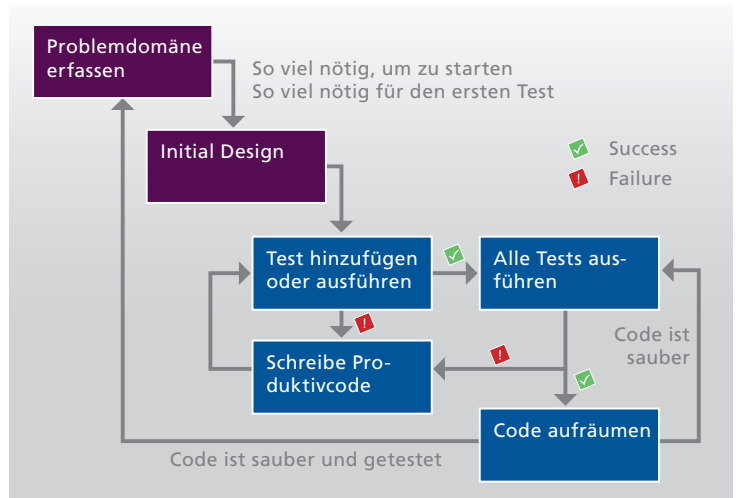 Problemdomäne
erfassen
So viel nötig, um zu starten
So viel nötig für den ersten Test
Initial Design
Success
Failure
Test hinzufügen
oder ausführen
Alle Tests aus-
führen
Code ist
sauber
Schreibe Pro-
duktivcode
Code aufräumen
Code ist sauber und getestet